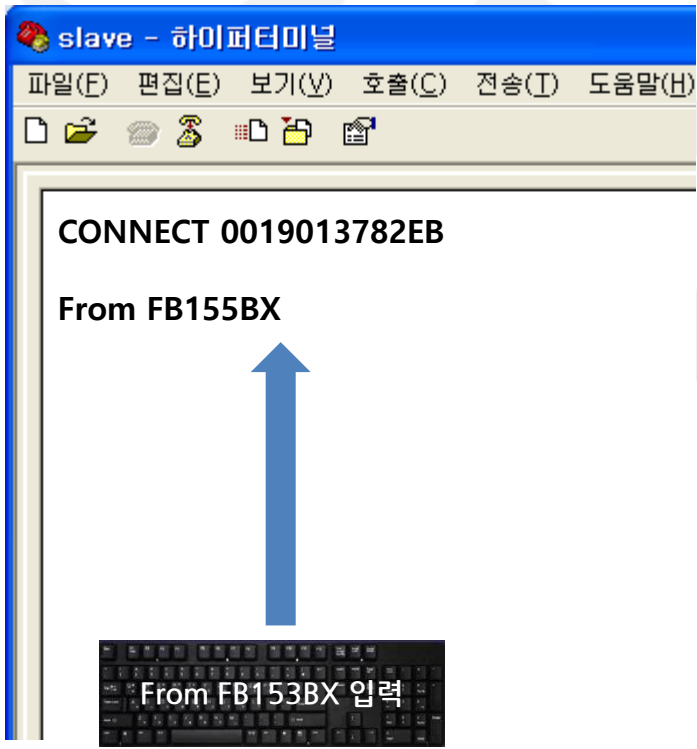 slave - 하이퍼터미널
파일(F) 편집(E) 보기(V) 호출(C) 전송(T) 도움말(H)
CONNECT 0019013782EB
From FB155BX
From FB153BX 입력